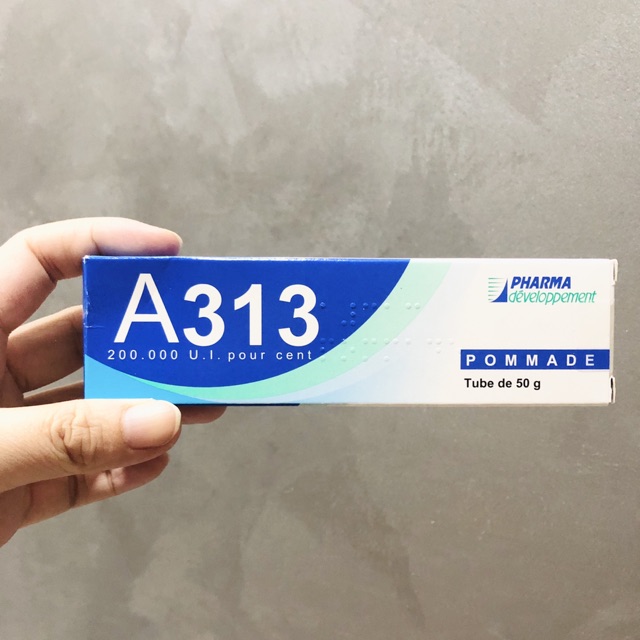 A313
200.000 U.I. pour cent
PHARMA
développement
POMMADE
Tube de 50 g